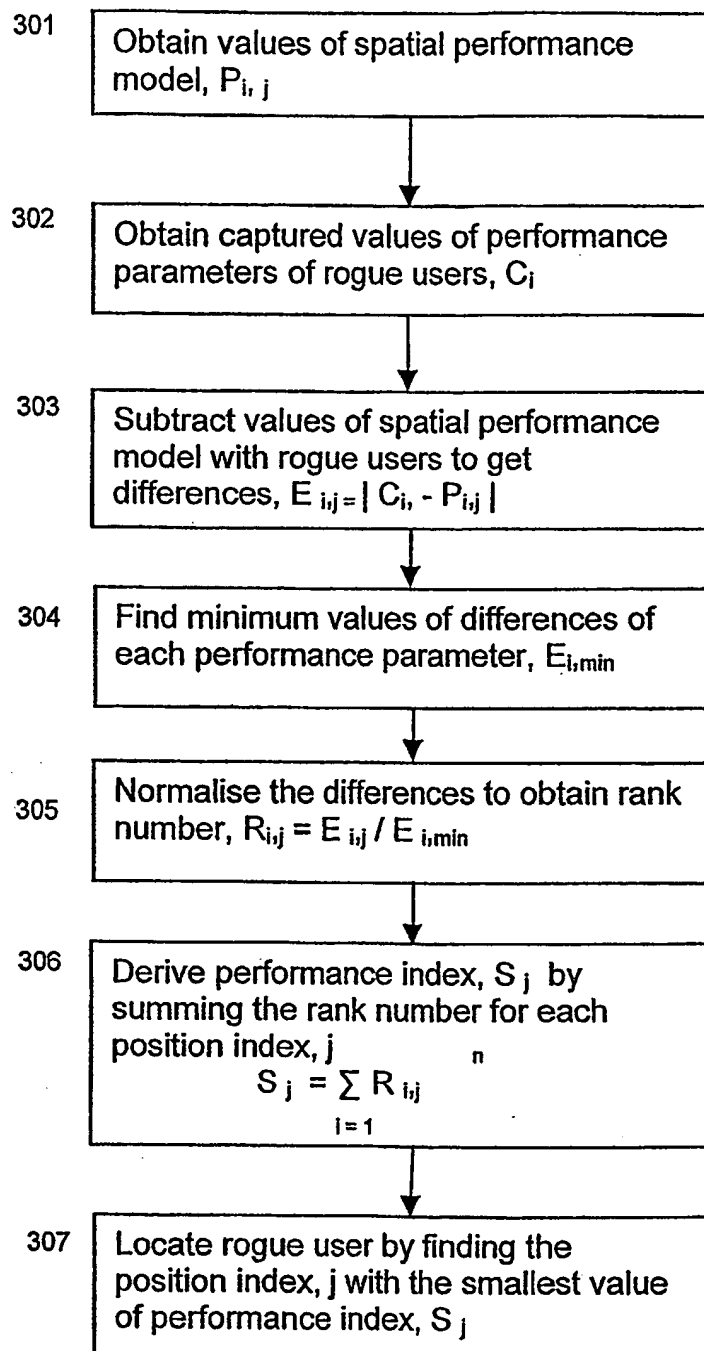 301
Obtain values of spatial performance
model, Pi, j
302
Obtain captured values of performance
parameters of rogue users, Ci
303
Subtract values of spatial performance
model with rogue users to get
differences, E i,j = | Ci, - Pi,j |
304
Find minimum values of differences of
each performance parameter, Ei,min
305
Normalise the differences to obtain rank
number, Ri,j = E i,j / E i,min
306
Derive performance index, S j by
summing the rank number for each
position index, j
n
S j = ∑ R i,j
i = 1
307
Locate rogue user by finding the
position index, j with the smallest value
of performance index, S j